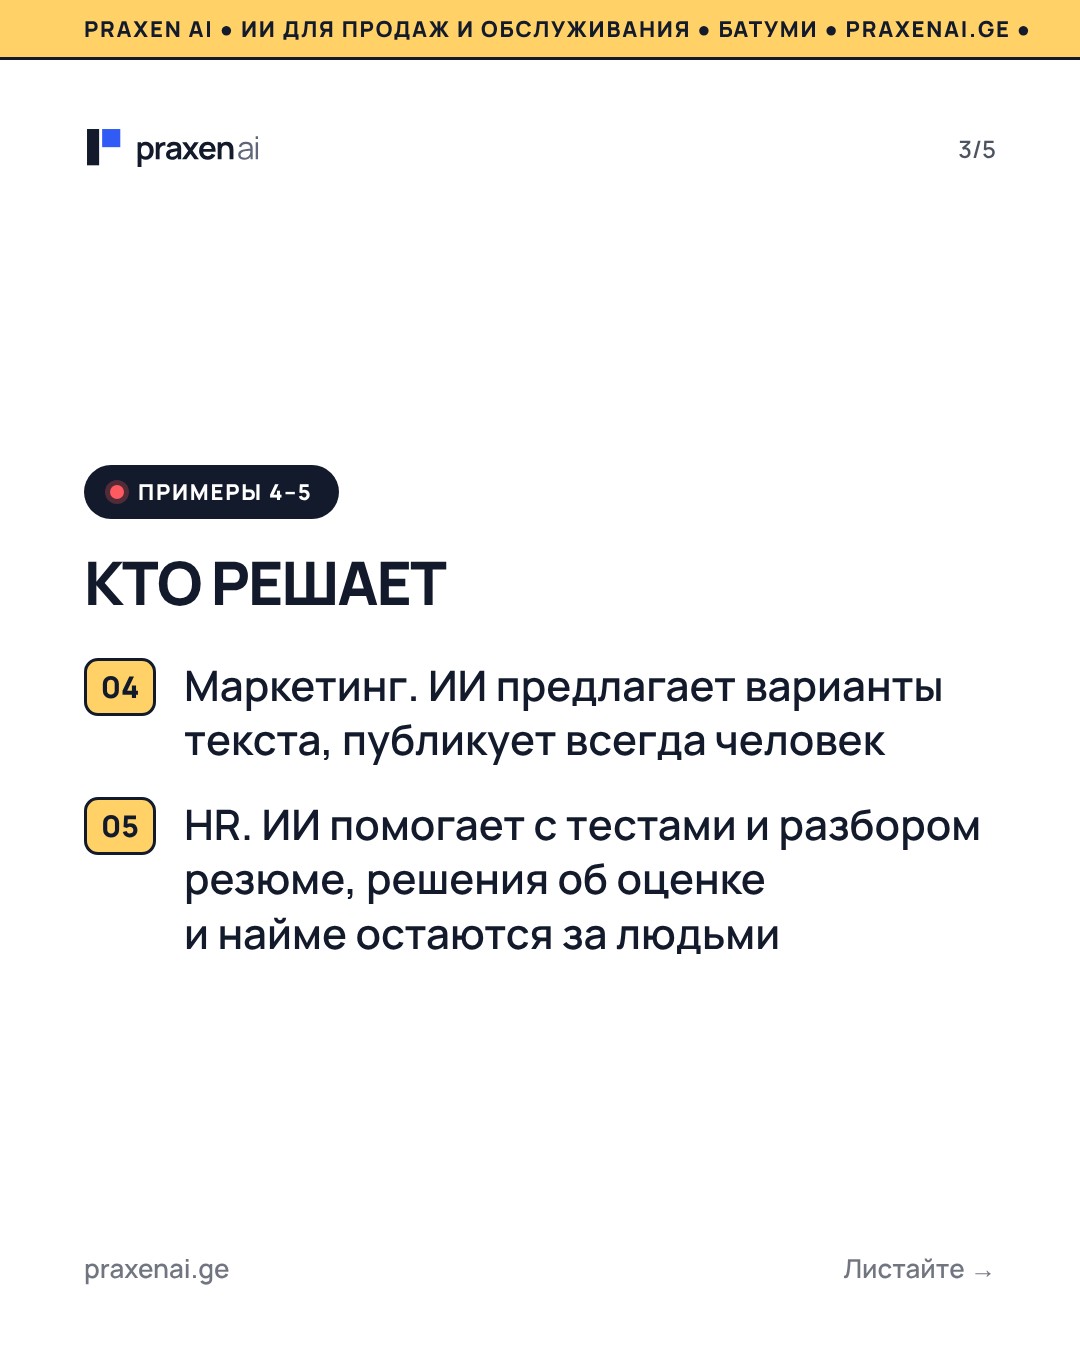 PRAXEN AI ● ИИ ДЛЯ ПРОДАЖ И ОБСЛУЖИВАНИЯ ● БАТУМИ ● PRAXENAI.GE ●
praxen ai
3/5
ПРИМЕРЫ 4–5
КТО РЕШАЕТ
04
Маркетинг. ИИ предлагает варианты
текста, публикует всегда человек
05
HR. ИИ помогает с тестами и разбором
резюме, решения об оценке
и найме остаются за людьми
praxenai.ge
Листайте →